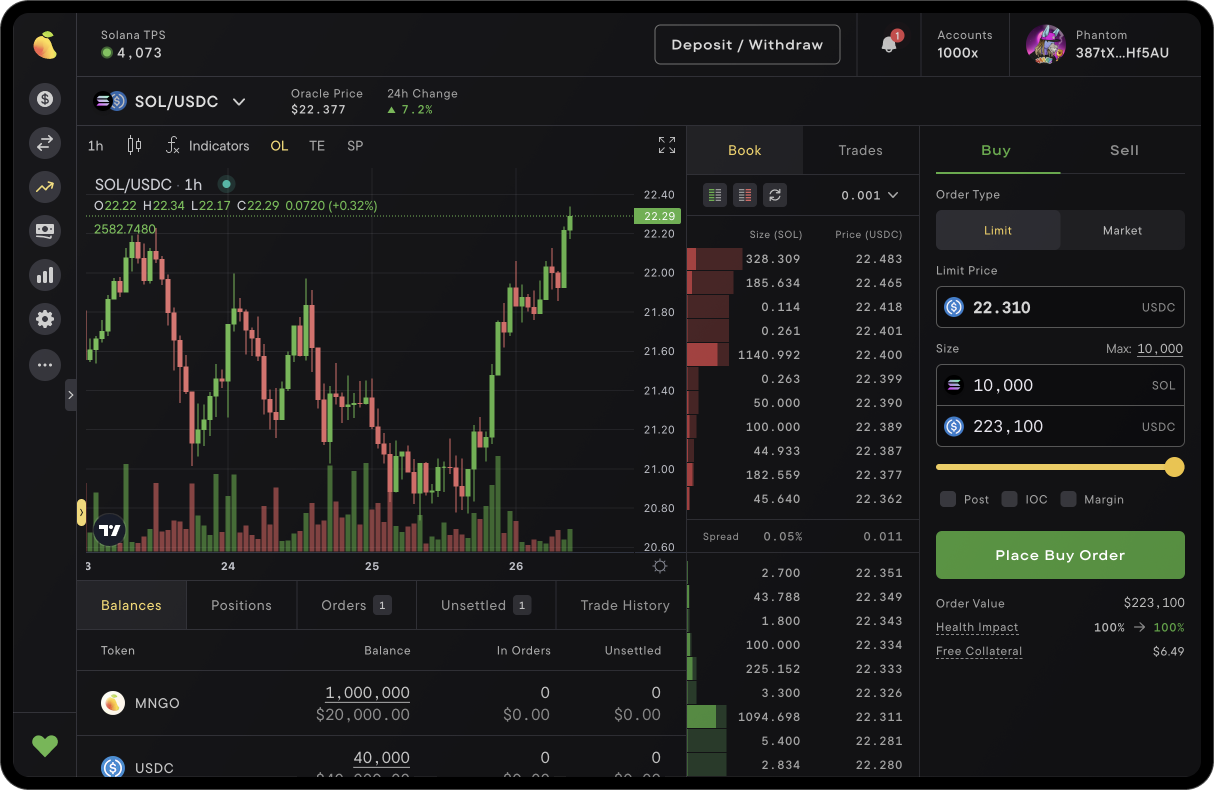 Solana TPS
4,073
Deposit / Withdraw
1
Accounts
1000x
Phantom
387tX...Hf5AU
SOL/USDC
Oracle Price
$22.377
24h Change
▲ 7.2%
1h
Indicators
OL
TE
SP
SOL/USDC · 1h
O22.22 H22.34 L22.17 C22.29 0.0720 (+0.32%)
2582.7480
22.40
22.29
22.20
22.00
21.80
21.60
21.40
21.20
21.00
20.80
20.60
3
24
25
26
Book
Trades
0.001
Size (SOL) Price (USDC)
328.309 22.483
185.634 22.465
0.114 22.418
0.261 22.401
1140.992 22.400
0.263 22.399
50.000 22.390
100.000 22.389
44.933 22.387
182.559 22.377
45.640 22.362
Spread 0.05% 0.011
2.700 22.351
43.788 22.349
1.800 22.343
100.000 22.334
225.152 22.333
3.300 22.326
1094.698 22.311
5.400 22.281
2.834 22.280
Buy
Sell
Order Type
Limit
Market
Limit Price
22.310 USDC
Size
Max: 10,000
10,000 SOL
223,100 USDC
Post
IOC
Margin
Place Buy Order
Order Value $223,100
Health Impact 100% → 100%
Free Collateral $6.49
Balances
Positions
Orders 1
Unsettled 1
Trade History
Token Balance In Orders Unsettled
MNGO 1,000,000 0 0
$20,000.00 $0.00 $0.00
USDC 40,000 0 0